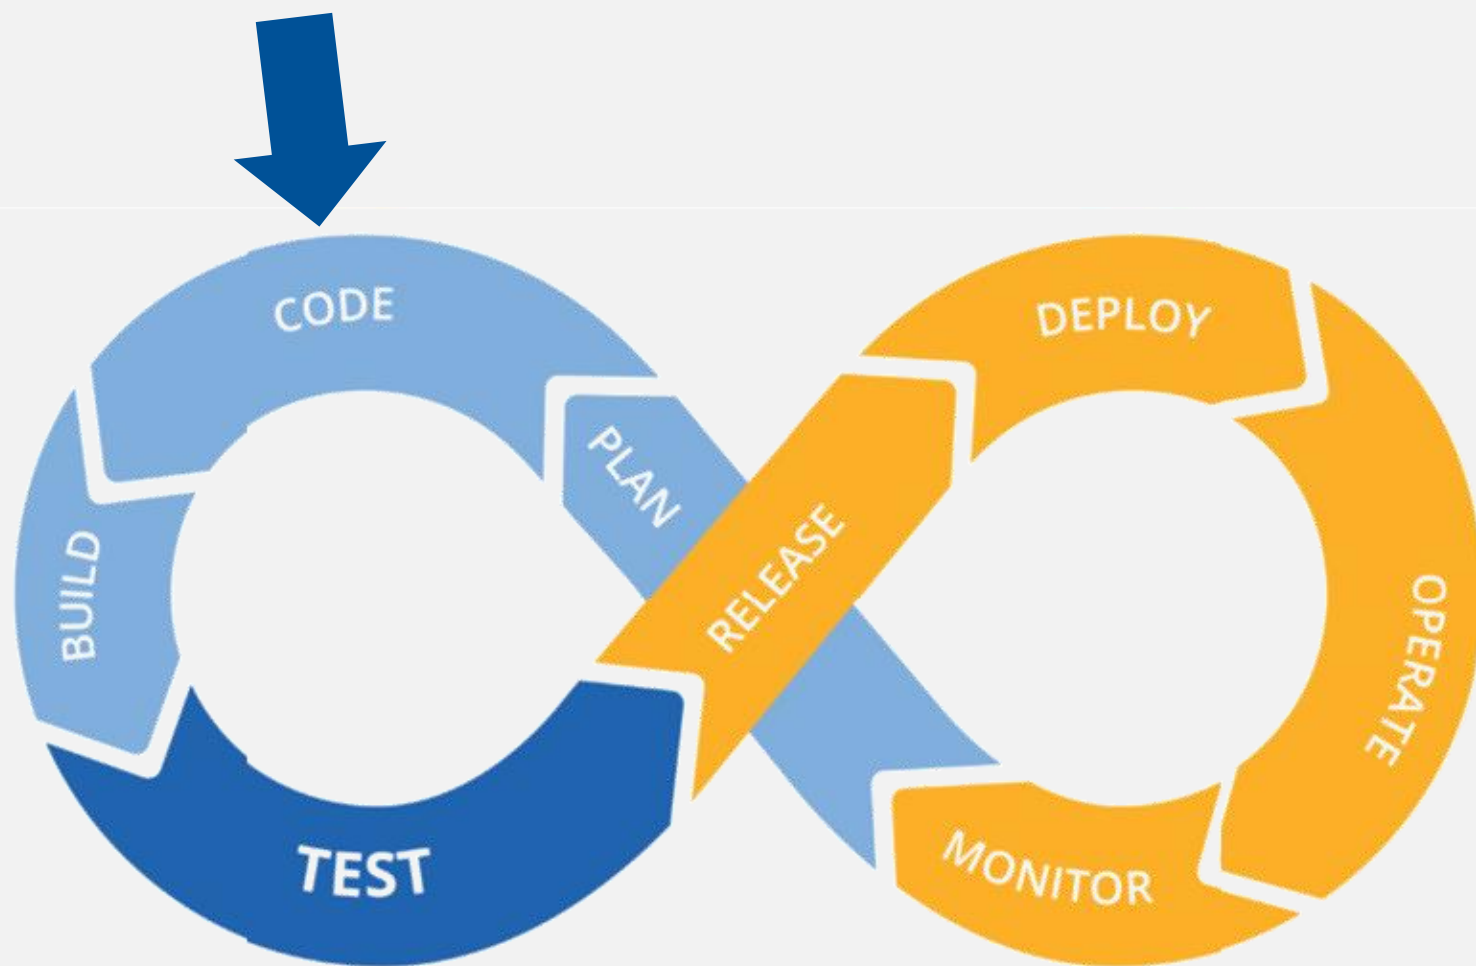 CODE
DEPLOY
PLAN
RELEASE
BUILD
OPERATE
TEST
MONITOR